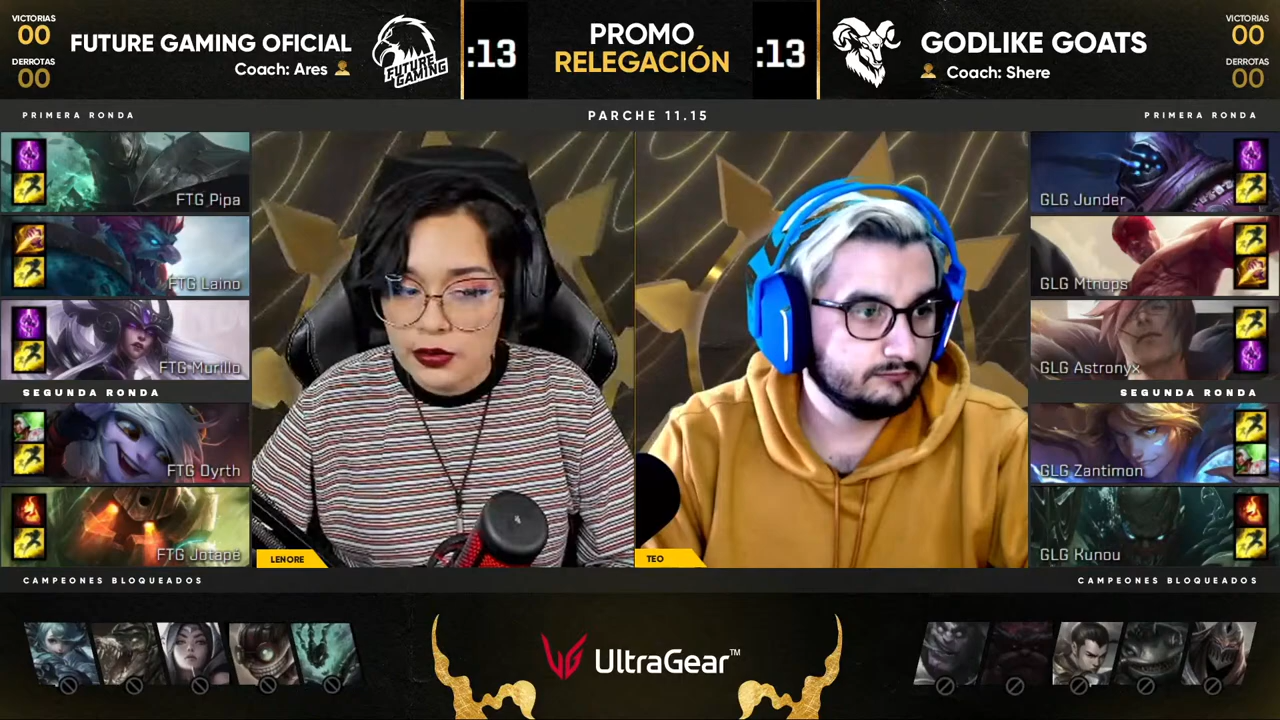 VICTORIAS
00
DERROTAS
00
FUTURE GAMING OFICIAL
Coach: Ares
FUTURE
GAMING
:13
PROMO
RELEGACIÓN
:13
GODLIKE GOATS
Coach: Shere
VICTORIAS
00
DERROTAS
00
PRIMERA RONDA
PARCHE 11.15
PRIMERA RONDA
FTG Pipa
FTG Laino
FTG Murillo
SEGUNDA RONDA
FTG Dyrth
FTG Jotapé
GLG Junder
GLG Mtnops
GLG Astronyx
SEGUNDA RONDA
GLG Zantimon
GLG Kunou
LENORE
TEO
CAMPEONES BLOQUEADOS
CAMPEONES BLOQUEADOS
UltraGear™